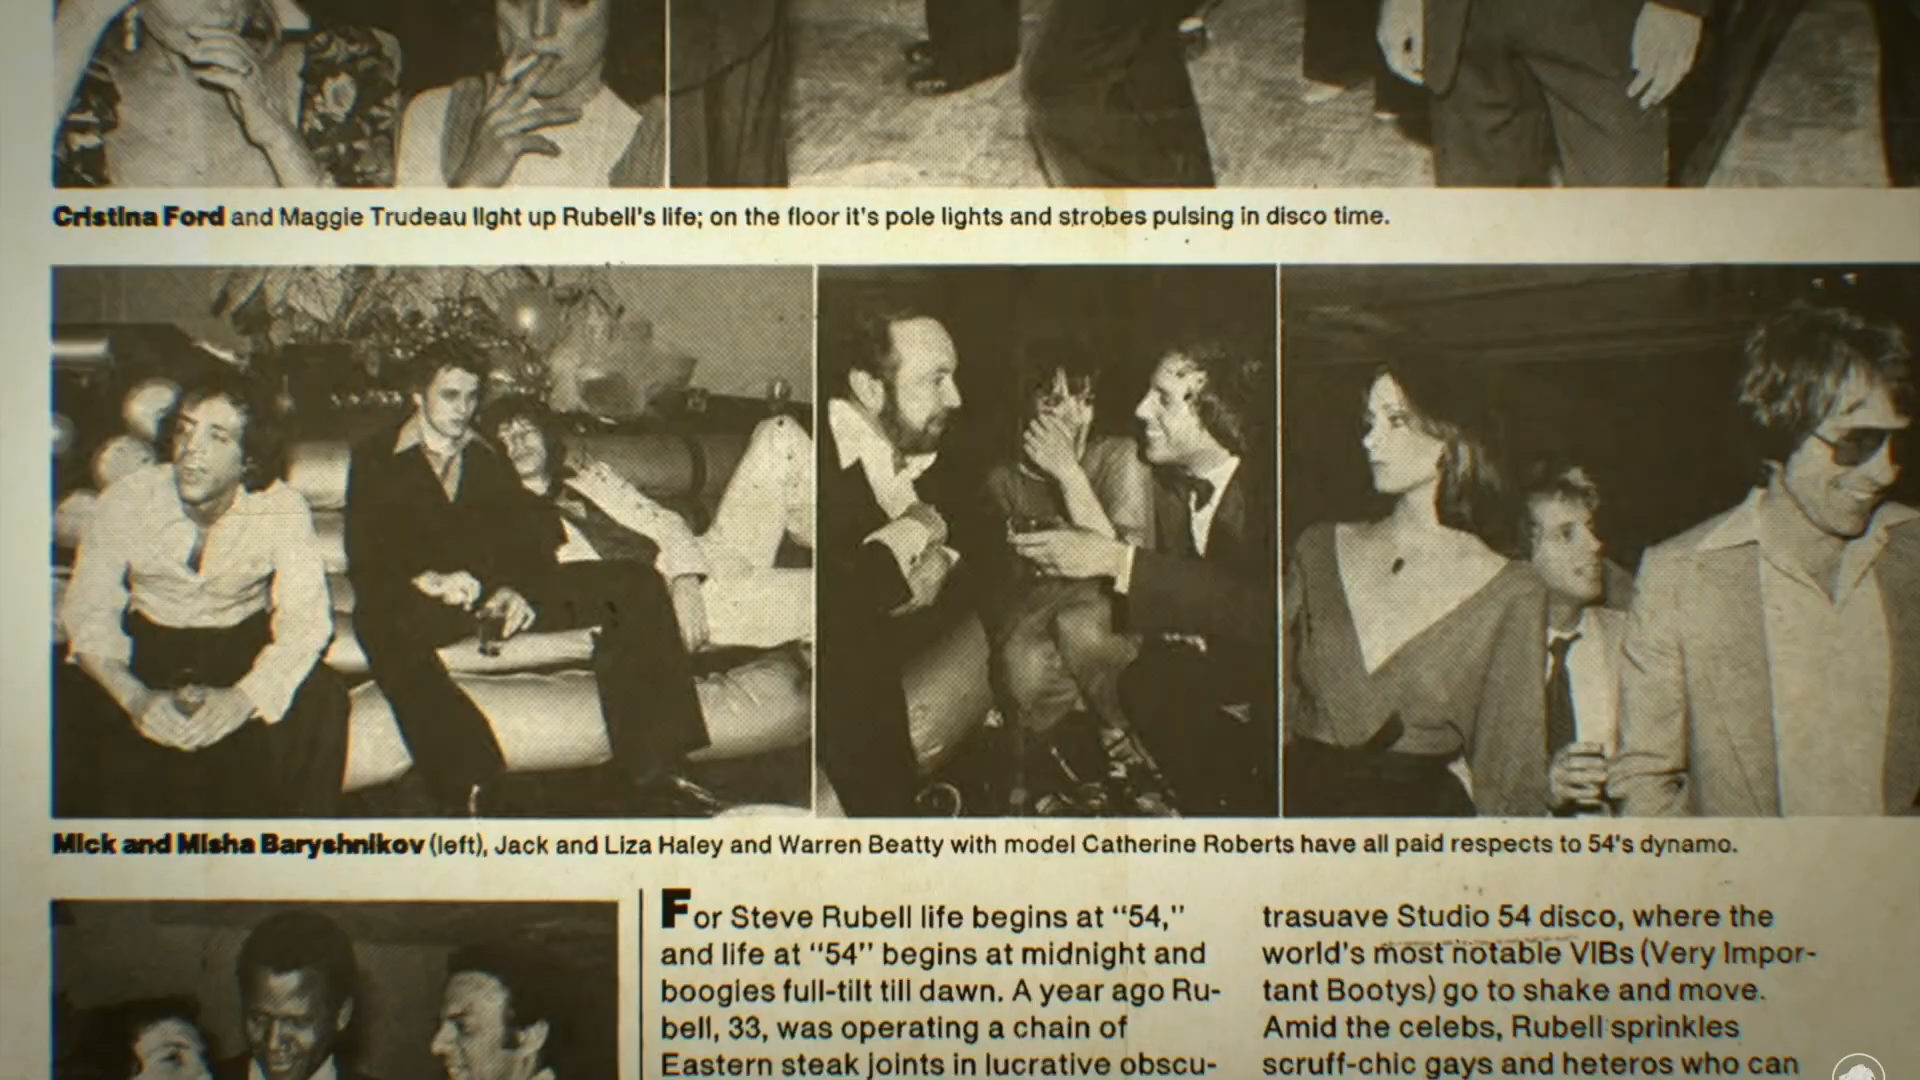 Cristina Ford and Maggie Trudeau light up Rubell's life; on the floor it's pole lights and strobes pulsing in disco time.
Mick and Misha Baryshnikov (left), Jack and Liza Haley and Warren Beatty with model Catherine Roberts have all paid respects to 54's dynamo.
For Steve Rubell life begins at “54,”
and life at “54” begins at midnight and
boogies full-tilt till dawn. A year ago Ru-
bell, 33, was operating a chain of
Eastern steak joints in lucrative obscu-
trasuave Studio 54 disco, where the
world's most notable VIBs (Very Impor-
tant Bootys) go to shake and move.
Amid the celebs, Rubell sprinkles
scruff-chic gays and heteros who can